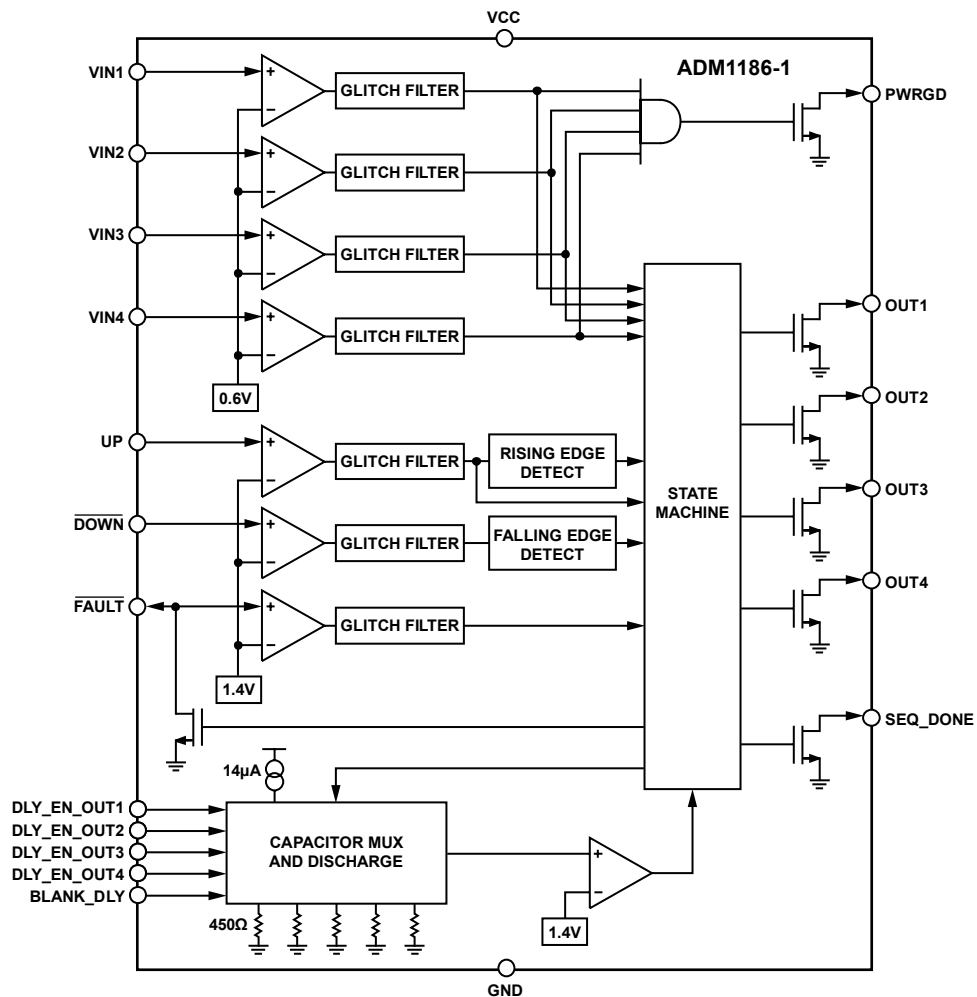 VCC
ADM1186-1
VIN1
GLITCH FILTER
PWRGD
VIN2
GLITCH FILTER
VIN3
GLITCH FILTER
VIN4
GLITCH FILTER
OUT1
0.6V
OUT2
UP
GLITCH FILTER
RISING EDGE
DETECT
STATE
MACHINE
OUT3
DOWN
GLITCH FILTER
FALLING EDGE
DETECT
OUT4
FAULT
GLITCH FILTER
1.4V
SEQ_DONE
14µA
DLY_EN_OUT1
DLY_EN_OUT2
DLY_EN_OUT3
DLY_EN_OUT4
BLANK_DLY
CAPACITOR MUX
AND DISCHARGE
450Ω
1.4V
GND